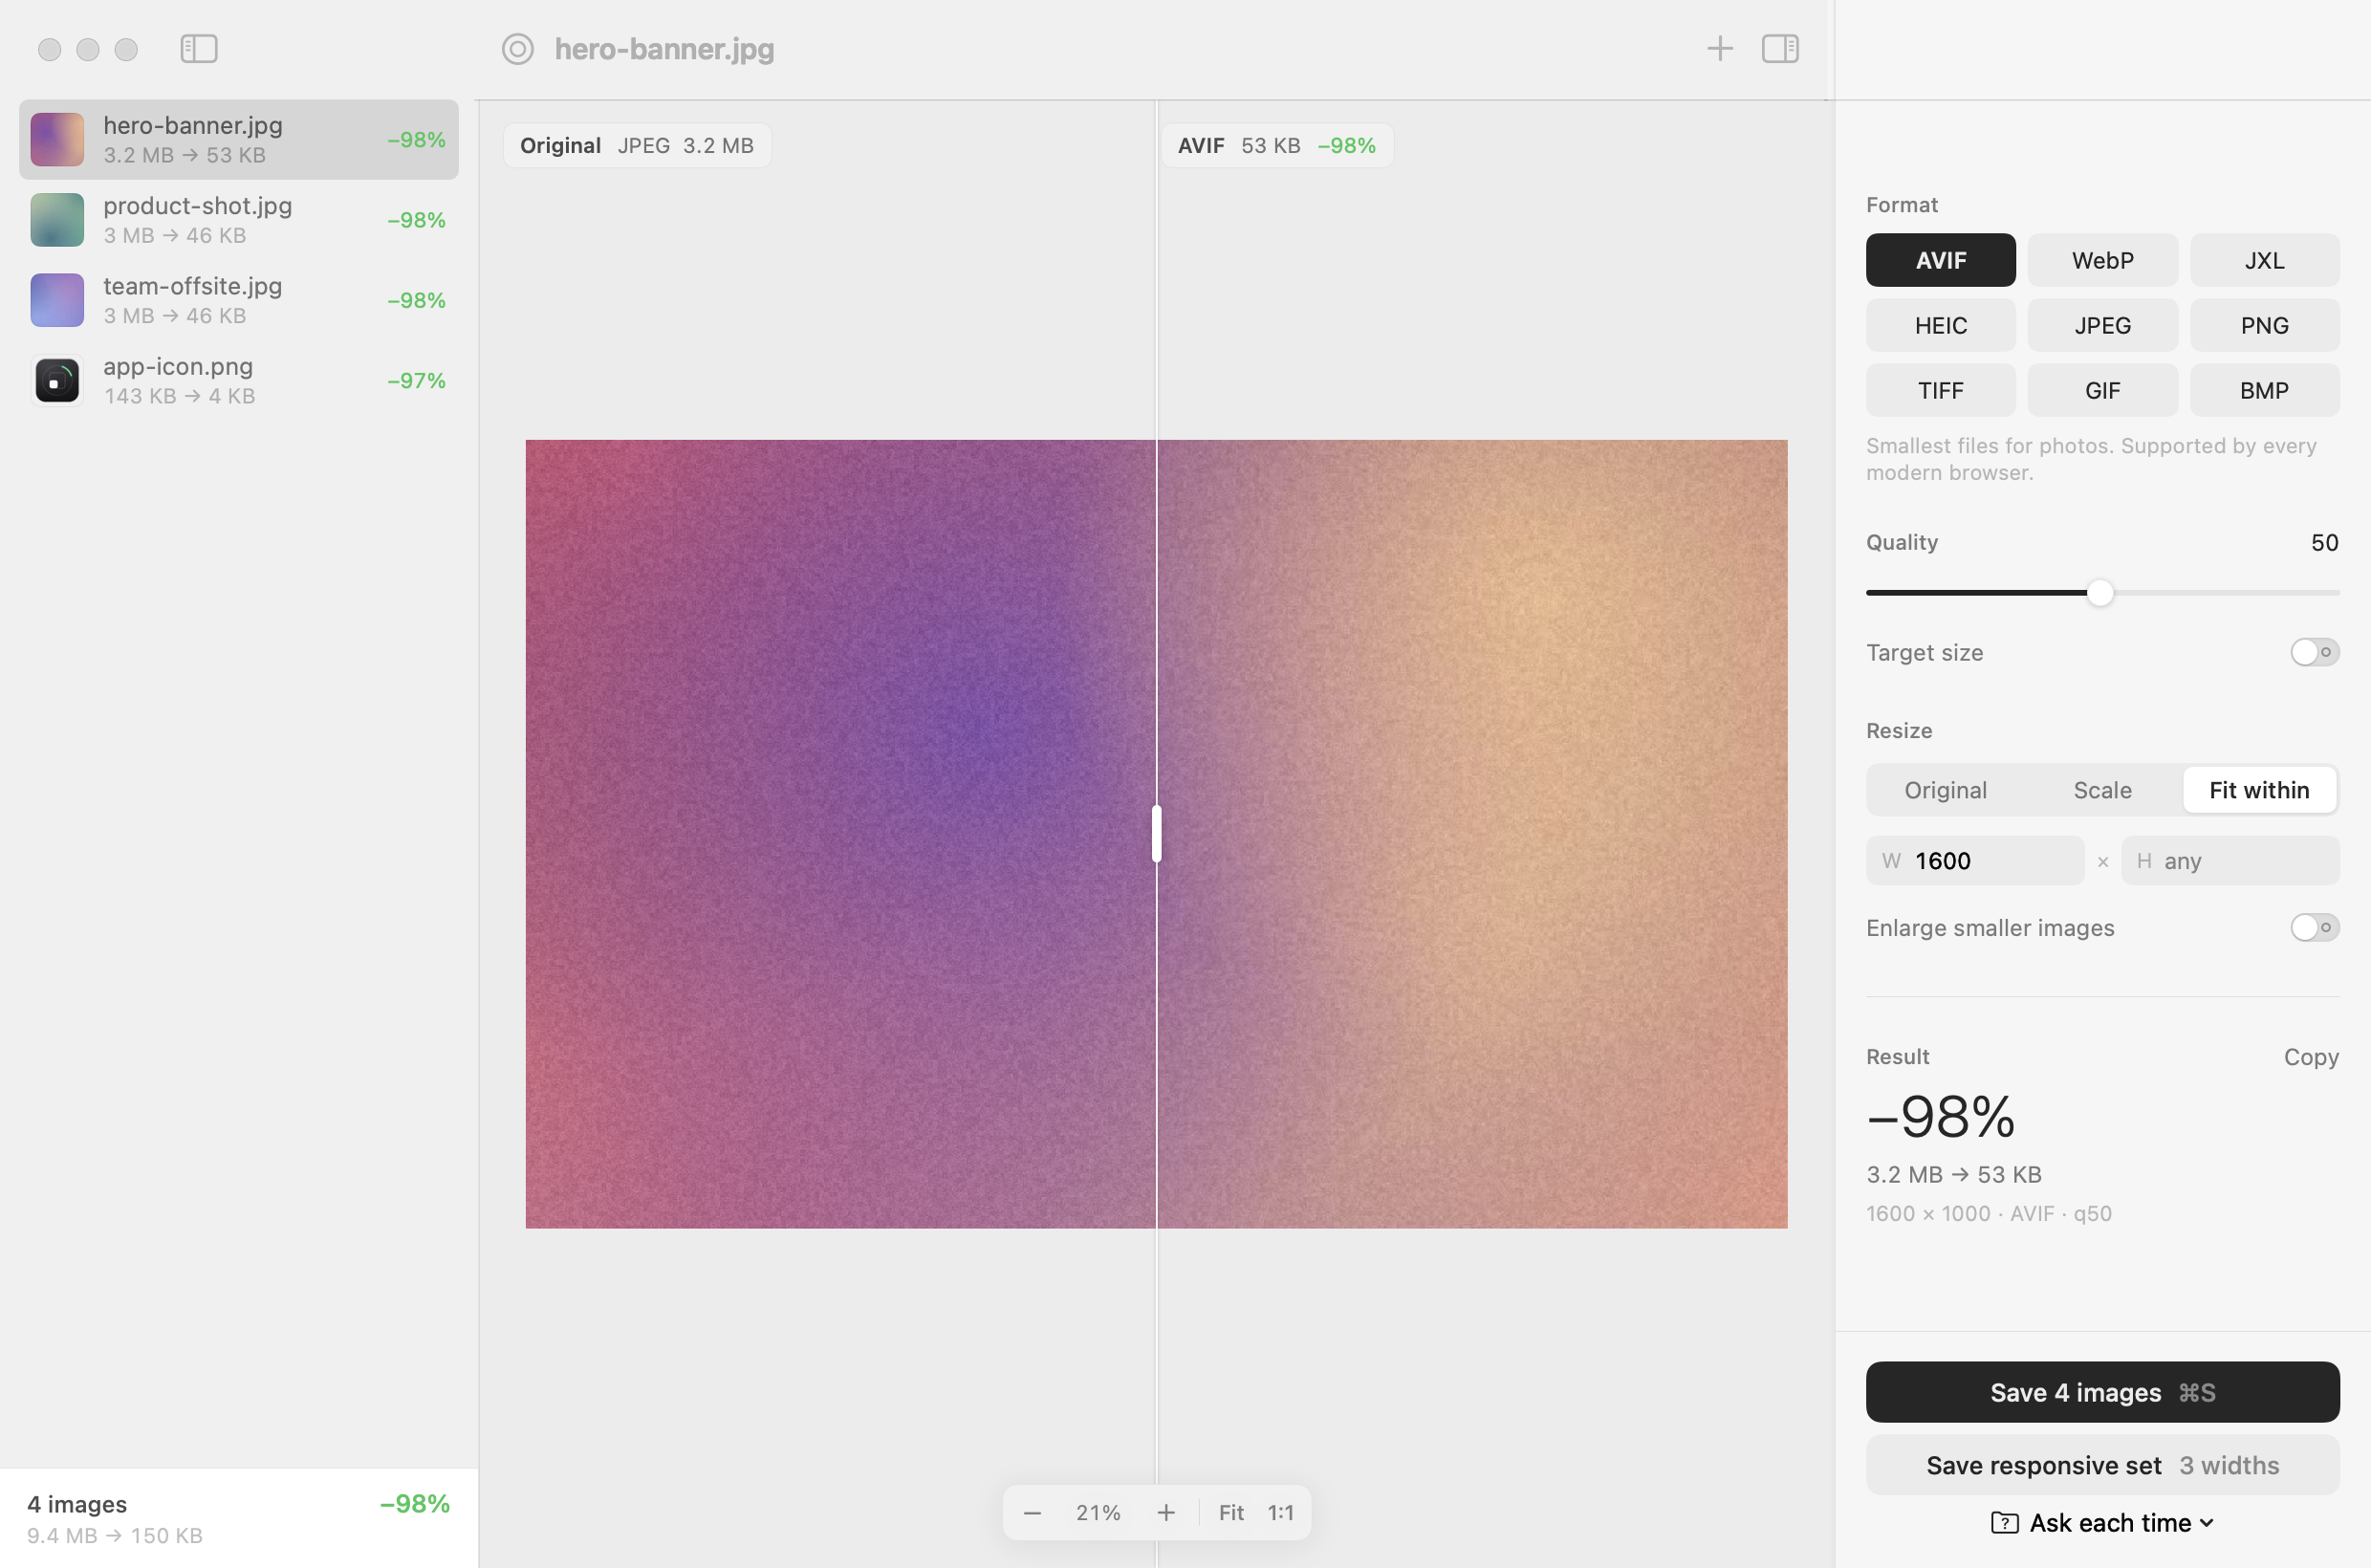 hero-banner.jpg
hero-banner.jpg
3.2 MB → 53 KB
–98%
product-shot.jpg
3 MB → 46 KB
–98%
team-offsite.jpg
3 MB → 46 KB
–98%
app-icon.png
143 KB → 4 KB
–97%
4 images
9.4 MB → 150 KB
–98%
Original JPEG 3.2 MB
AVIF 53 KB –98%
– 21% + Fit 1:1
Format
AVIF WebP JXL
HEIC JPEG PNG
TIFF GIF BMP
Smallest files for photos. Supported by every
modern browser.
Quality 50
Target size
Resize
Original Scale Fit within
W 1600 × H any
Enlarge smaller images
Result Copy
–98%
3.2 MB → 53 KB
1600 × 1000 · AVIF · q50
Save 4 images ⌘S
Save responsive set 3 widths
Ask each time